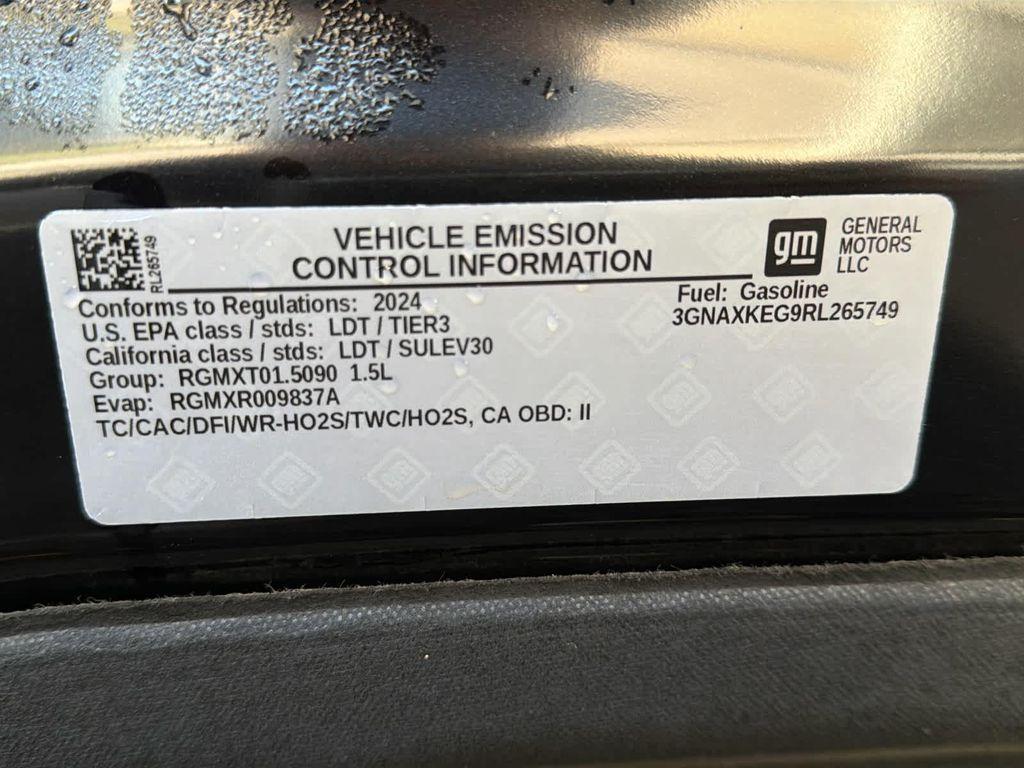 RL265749
VEHICLE EMISSION
CONTROL INFORMATION
gm
GENERAL
MOTORS
LLC
Conforms to Regulations: 2024
U.S. EPA class / stds: LDT / TIER3
California class / stds: LDT / SULEV30
Group: RGMXT01.5090 1.5L
Evap: RGMXR009837A
TC/CAC/DFI/WR-HO2S/TWC/HO2S, CA OBD: II
Fuel: Gasoline
3GNAXKEG9RL265749